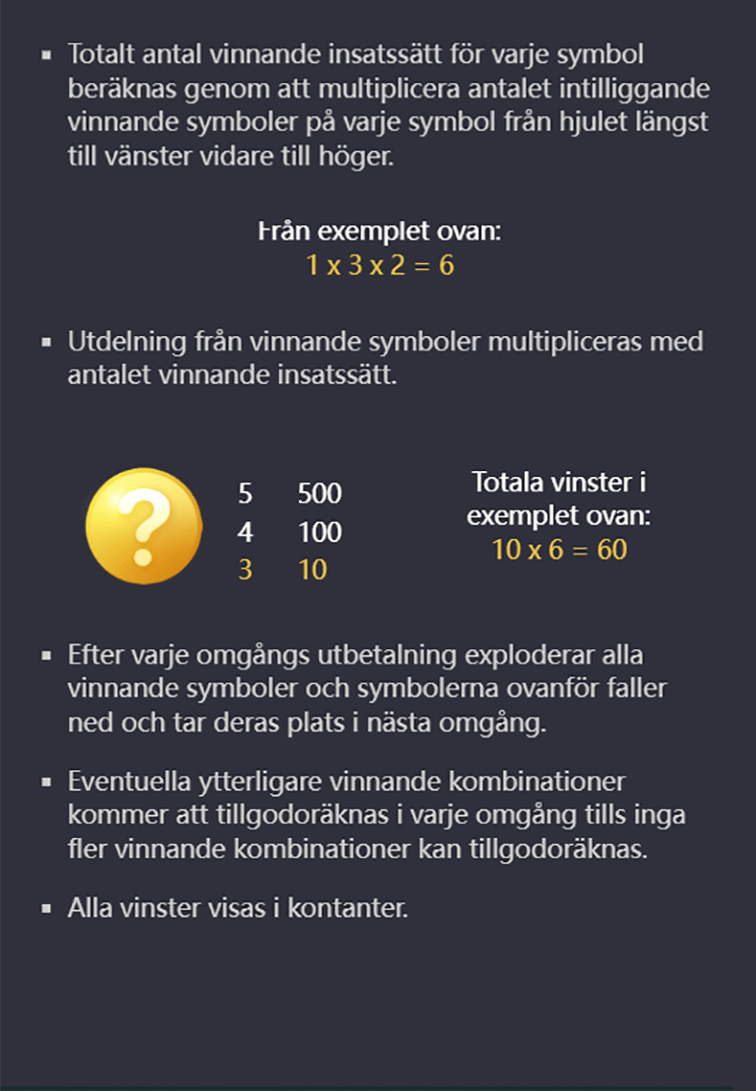 ▪ Totalt antal vinnande insatssätt för varje symbol
beräknas genom att multiplicera antalet intilliggande
vinnande symboler på varje symbol från hjulet längst
till vänster vidare till höger.
Från exemplet ovan:
1 x 3 x 2 = 6
▪ Utdelning från vinnande symboler multipliceras med
antalet vinnande insatssätt.
?
5 500
4 100
3 10
Totala vinster i
exemplet ovan:
10 x 6 = 60
▪ Efter varje omgångs utbetalning exploderar alla
vinnande symboler och symbolerna ovanför faller
ned och tar deras plats i nästa omgång.
▪ Eventuella ytterligare vinnande kombinationer
kommer att tillgodoräknas i varje omgång tills inga
fler vinnande kombinationer kan tillgodoräknas.
▪ Alla vinster visas i kontanter.